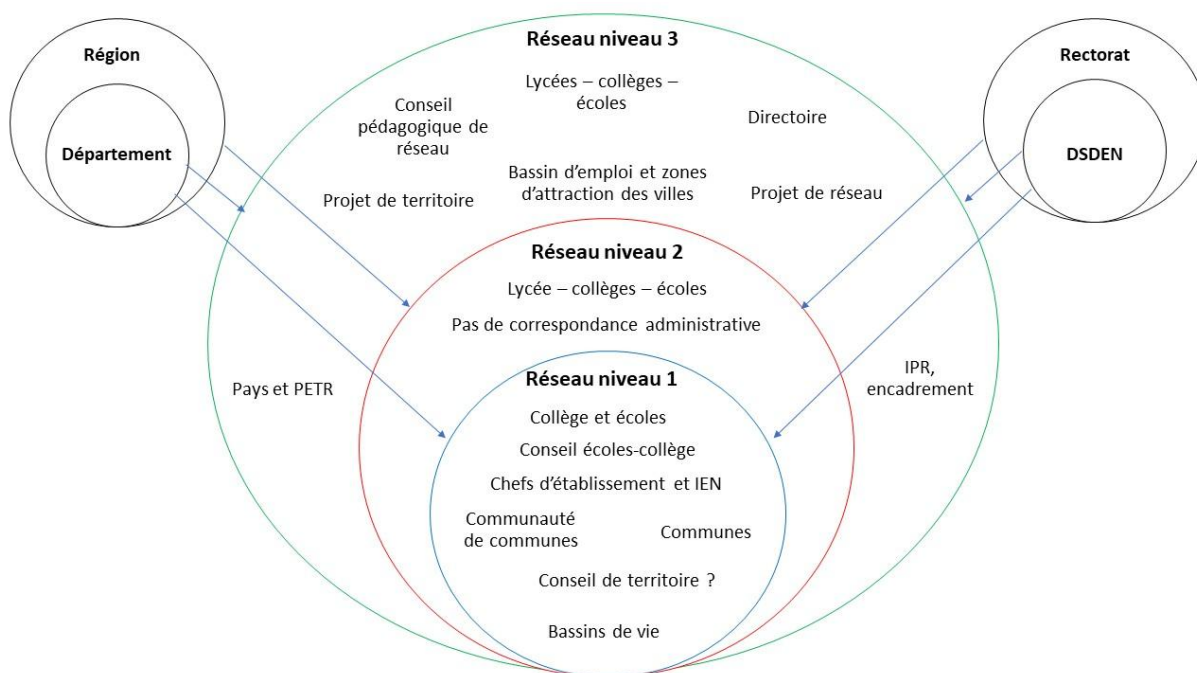 Région
Département
Réseau niveau 3
Lycées – collèges –
écoles
Conseil
pédagogique de
réseau
Directoire
Projet de territoire
Bassin d’emploi et zones
d’attraction des villes
Projet de réseau
Rectorat
DSDEN
Réseau niveau 2
Lycée – collèges – écoles
Pas de correspondance administrative
Pays et PETR
IPR,
encadrement
Réseau niveau 1
Collège et écoles
Conseil écoles-collège
Chefs d’établissement et IEN
Communauté
de communes
Communes
Conseil de territoire ?
Bassins de vie